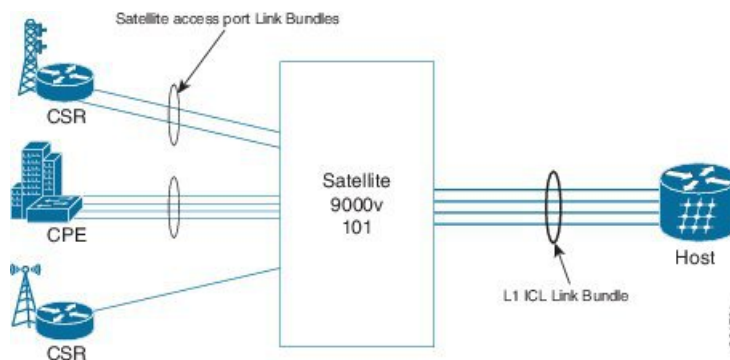 Satellite access port Link Bundles
CSR
CPE
CSR
Satellite
9000v
101
L1 ICL Link Bundle
Host